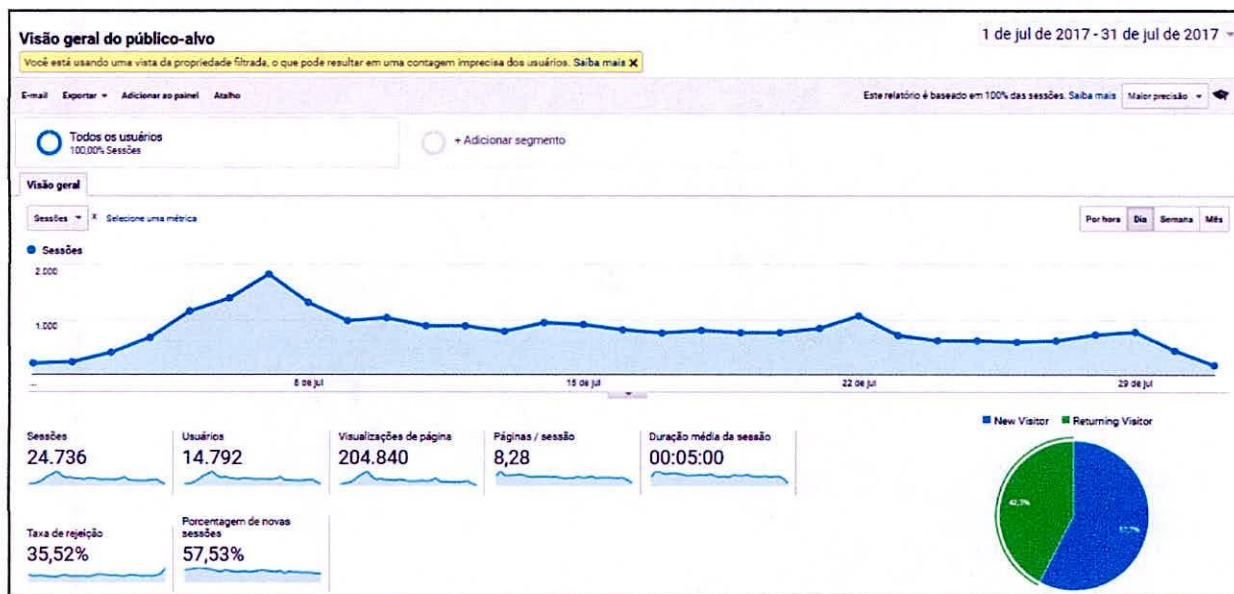 Visão geral do público-alvo
1 de jul de 2017 - 31 de jul de 2017
Você está usando uma vista da propriedade filtrada, o que pode resultar em uma contagem imprecisa dos usuários. Saiba mais X
E-mail Exportar Adicionar ao painel Atalho
Este relatório é baseado em 100% das sessões. Saiba mais Maior precisão
Todos os usuários
100,00% Sessões
+ Adicionar segmento
Visão geral
Sessões X Selecione uma métrica
Por hora Dia Semana Mês
Sessões
2.000
1.000
... 8 de jul 15 de jul 22 de jul 29 de jul
New Visitor Returning Visitor
Sessões Usuários Visualizações de página Páginas / sessão Duração média da sessão
24.736 14.792 204.840 8,28 00:05:00
42,3% 57,7%
Taxa de rejeição Porcentagem de novas
sessões
35,52% 57,53%